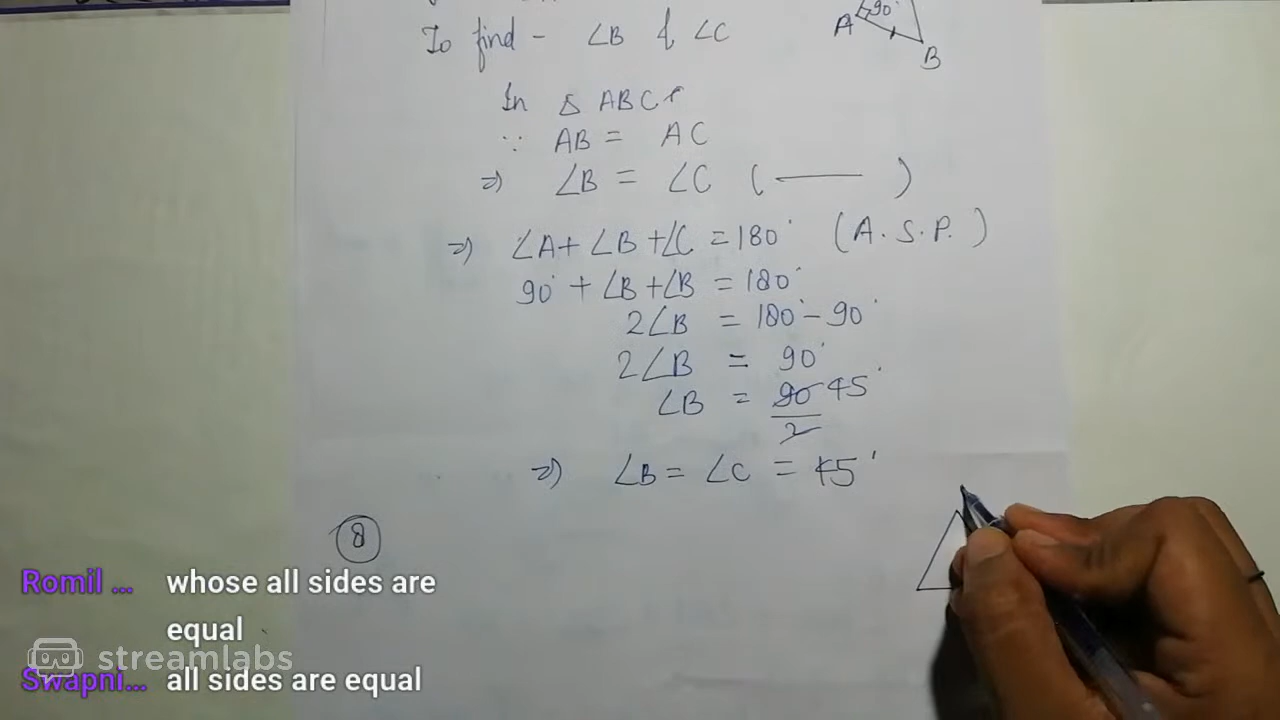 To find - ∠B & ∠C
A 90° B
In △ ABC
∵ AB = AC
⇒ ∠B = ∠C ( —— )
⇒ ∠A + ∠B + ∠C = 180° (A.S.P.)
90° + ∠B + ∠B = 180°
2∠B = 180° - 90°
2∠B = 90°
∠B = 90/2 45°
⇒ ∠B = ∠C = 45°
8
Romil ... whose all sides are
equal
streamlabs
Swapni... all sides are equal